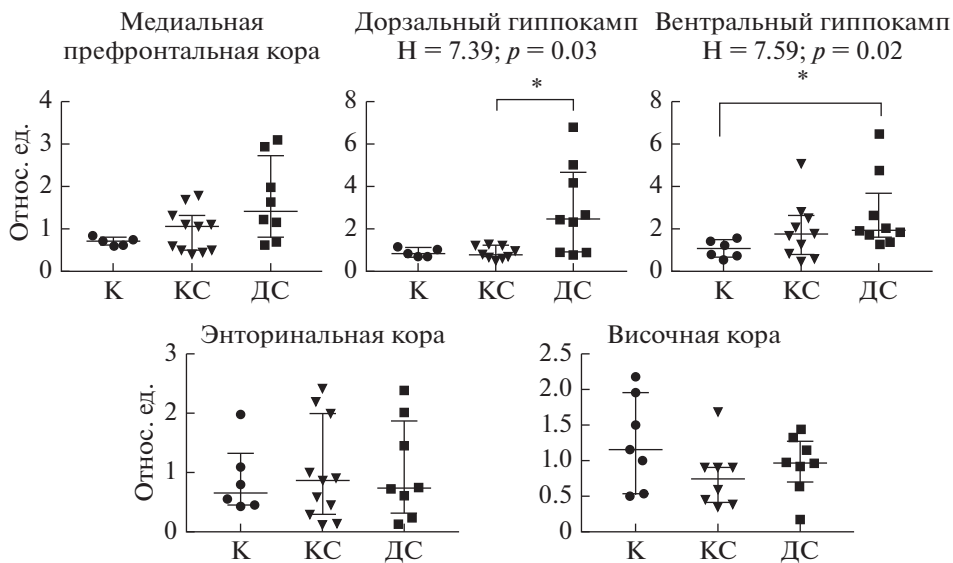 Медиальная
префронтальная кора
Дорзальный гиппокамп
H = 7.39; p = 0.03
Вентральный гиппокамп
H = 7.59; p = 0.02
Относ. ед.
4
3
2
1
0
К
КС
ДС
8
6
4
2
0
*
К
КС
ДС
8
6
4
2
0
*
К
КС
ДС
Энторинальная кора
Относ. ед.
3
2
1
0
К
КС
ДС
Височная кора
2.5
2.0
1.5
1.0
0.5
0
К
КС
ДС